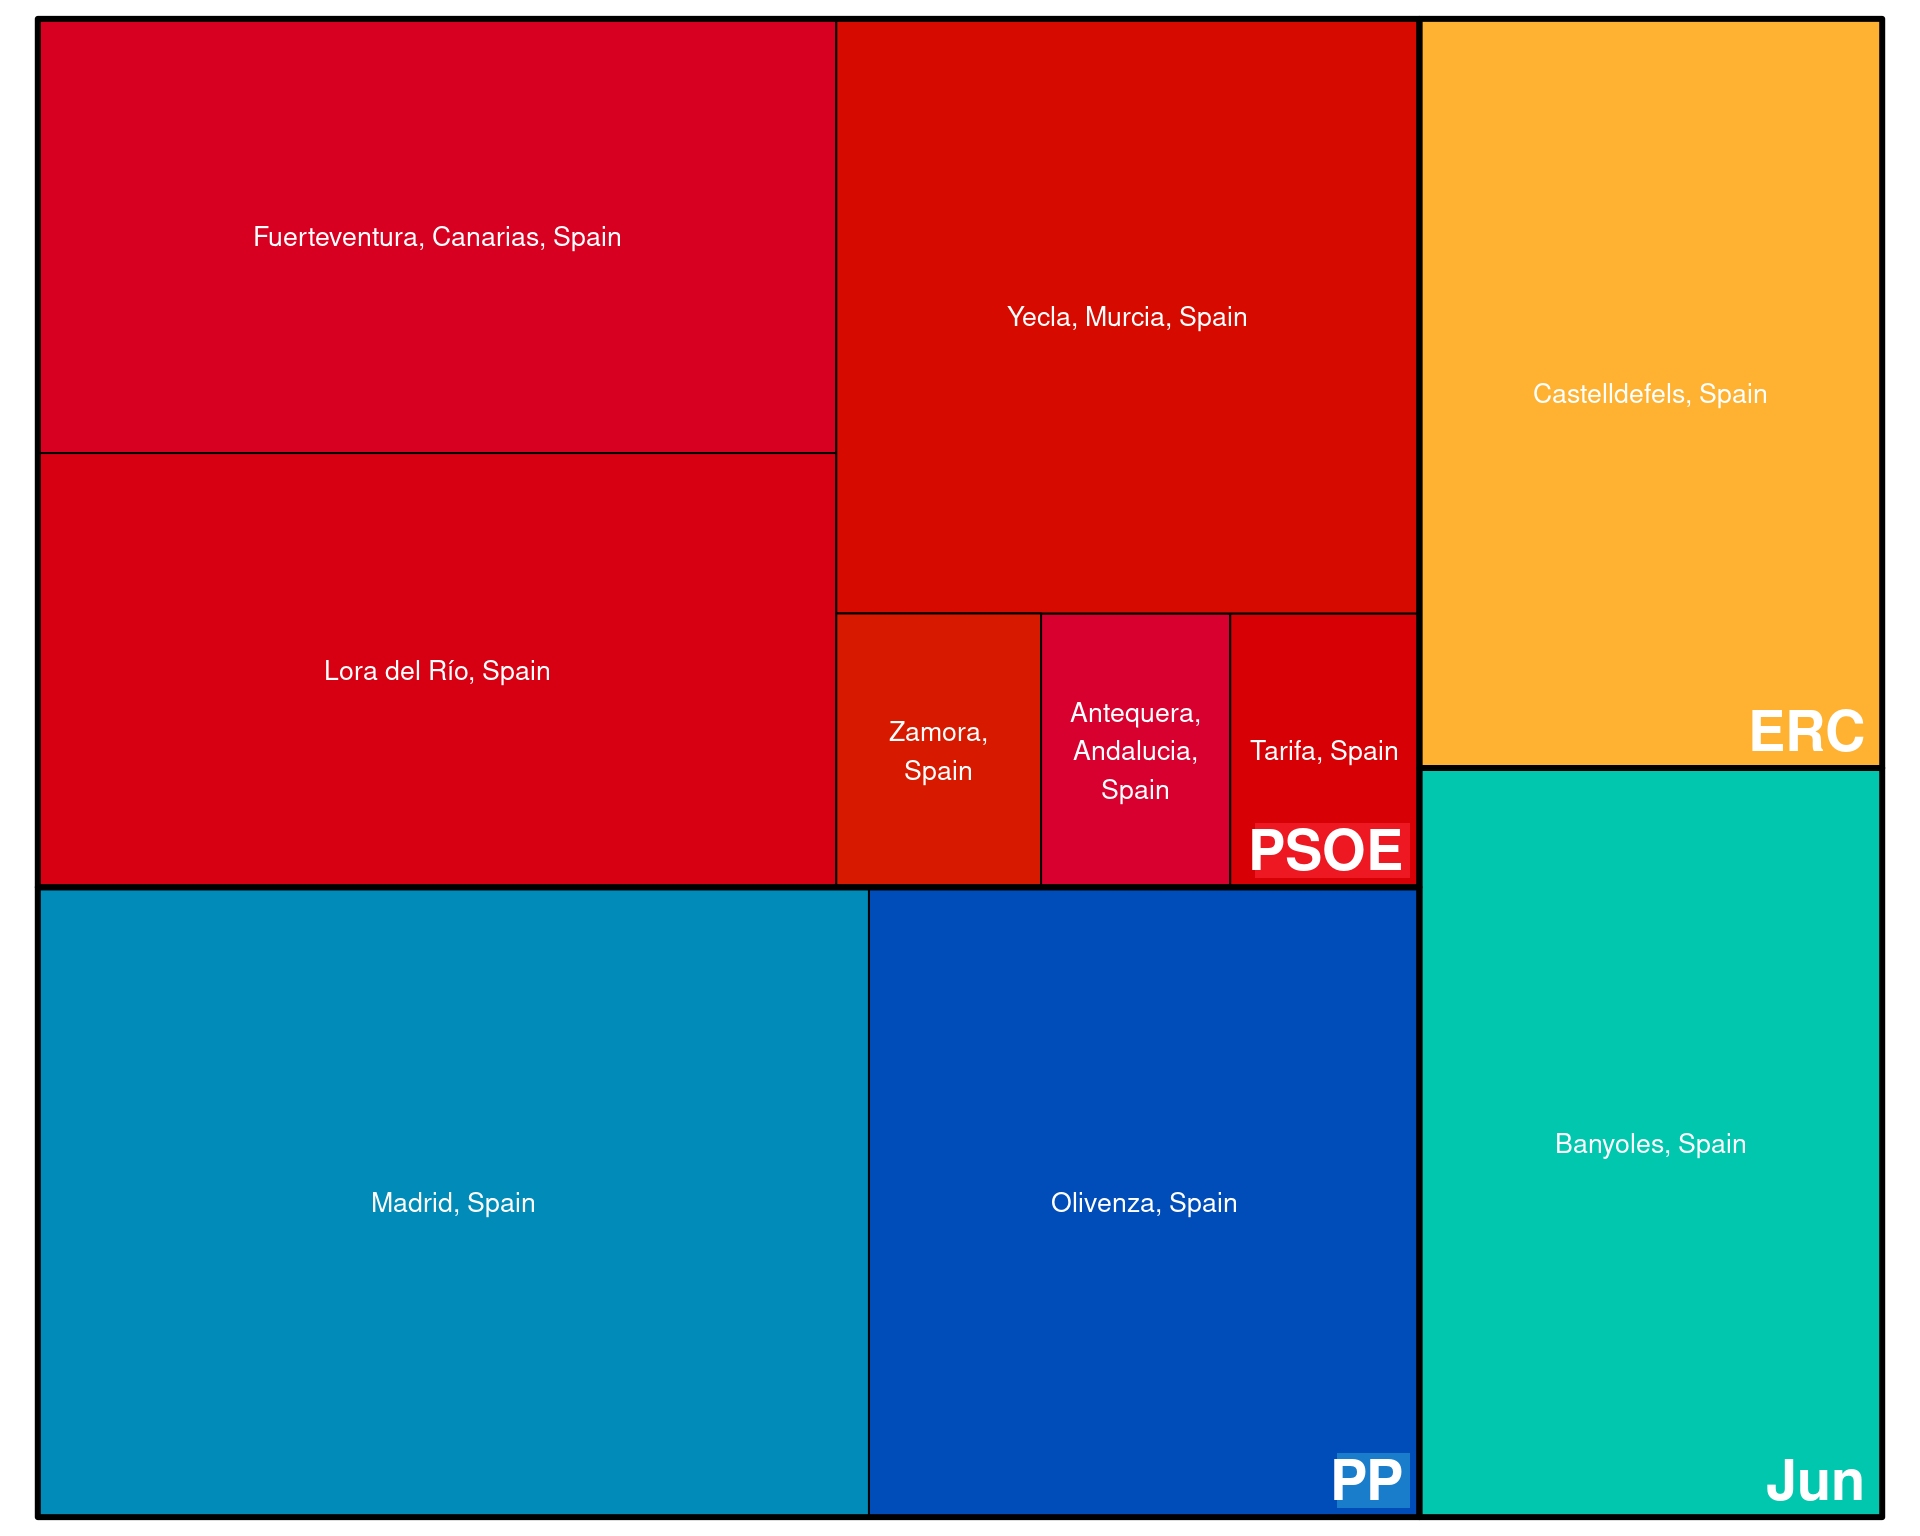 Fuerteventura, Canarias, Spain
Yecla, Murcia, Spain
Castelldefels, Spain
Lora del Río, Spain
Zamora,
Spain
Antequera,
Andalucia,
Spain
Tarifa, Spain
ERC
PSOE
Madrid, Spain
Olivenza, Spain
Banyoles, Spain
PP
Jun